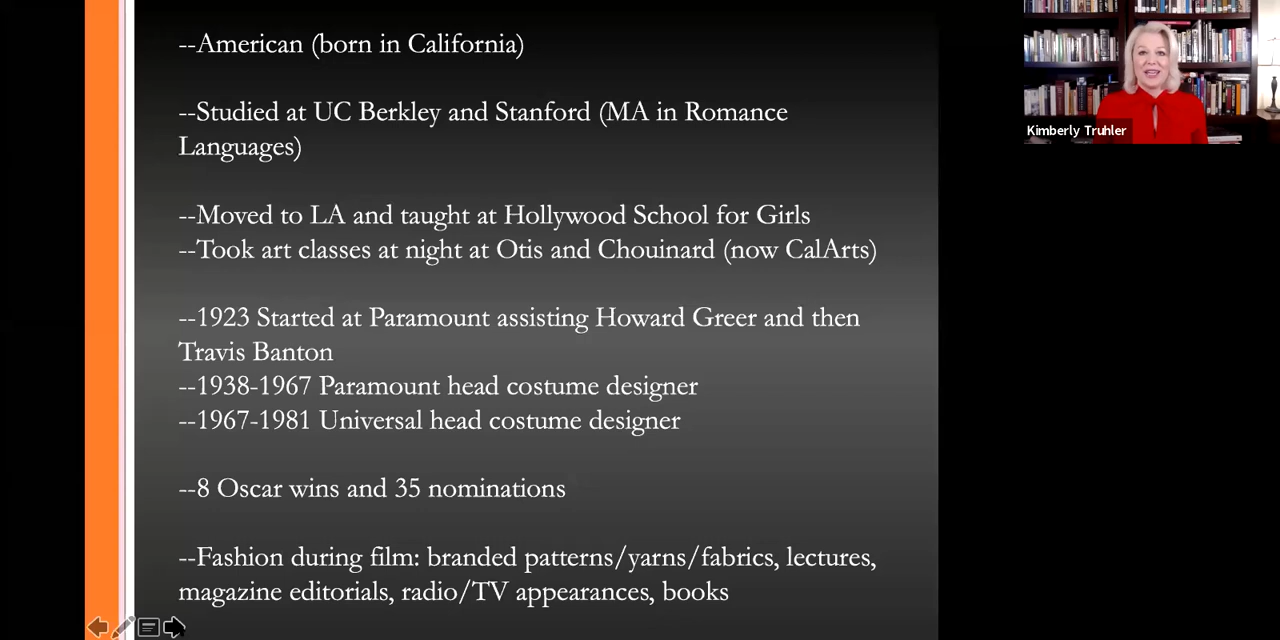 --American (born in California)
--Studied at UC Berkley and Stanford (MA in Romance
Languages)
--Moved to LA and taught at Hollywood School for Girls
--Took art classes at night at Otis and Chouinard (now CalArts)
--1923 Started at Paramount assisting Howard Greer and then
Travis Banton
--1938-1967 Paramount head costume designer
--1967-1981 Universal head costume designer
--8 Oscar wins and 35 nominations
--Fashion during film: branded patterns/yarns/fabrics, lectures,
magazine editorials, radio/TV appearances, books
Kimberly Truhler